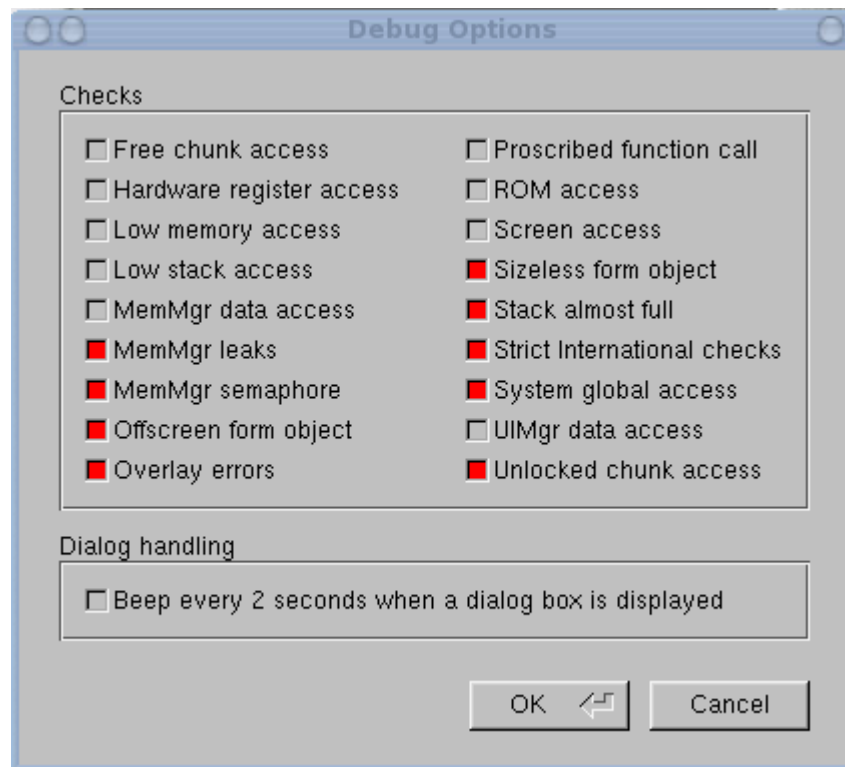 Debug Options
Checks
Free chunk access
Hardware register access
Low memory access
Low stack access
MemMgr data access
MemMgr leaks
MemMgr semaphore
Offscreen form object
Overlay errors
Proscribed function call
ROM access
Screen access
Sizeless form object
Stack almost full
Strict International checks
System global access
UIMgr data access
Unlocked chunk access
Dialog handling
Beep every 2 seconds when a dialog box is displayed
OK
Cancel